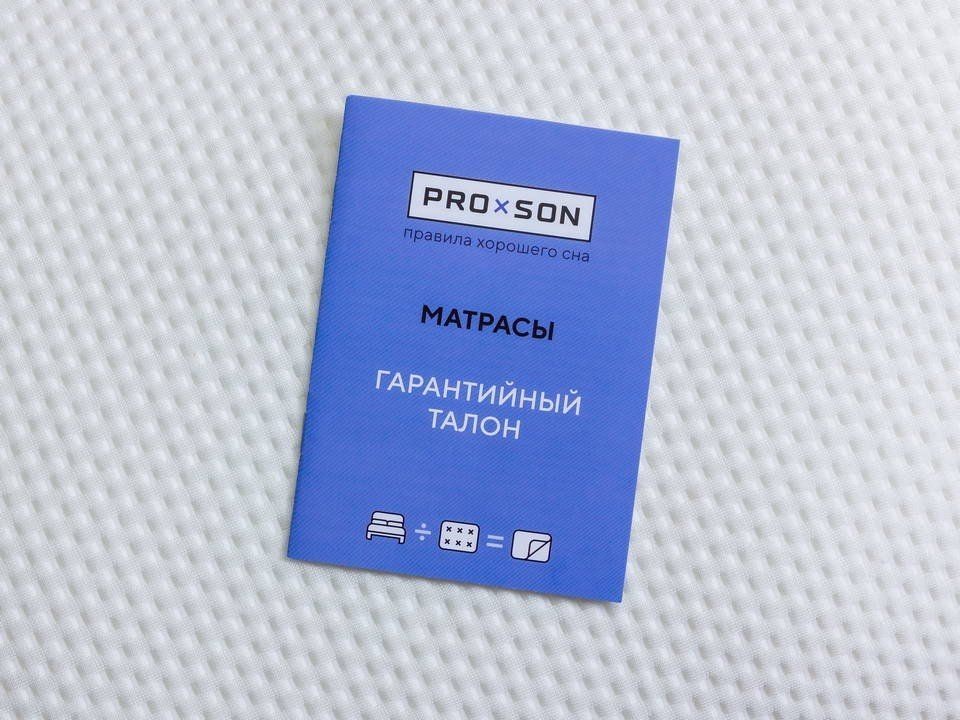 PRO×SON
правила хорошего сна
МАТРАСЫ
ГАРАНТИЙНЫЙ
ТАЛОН